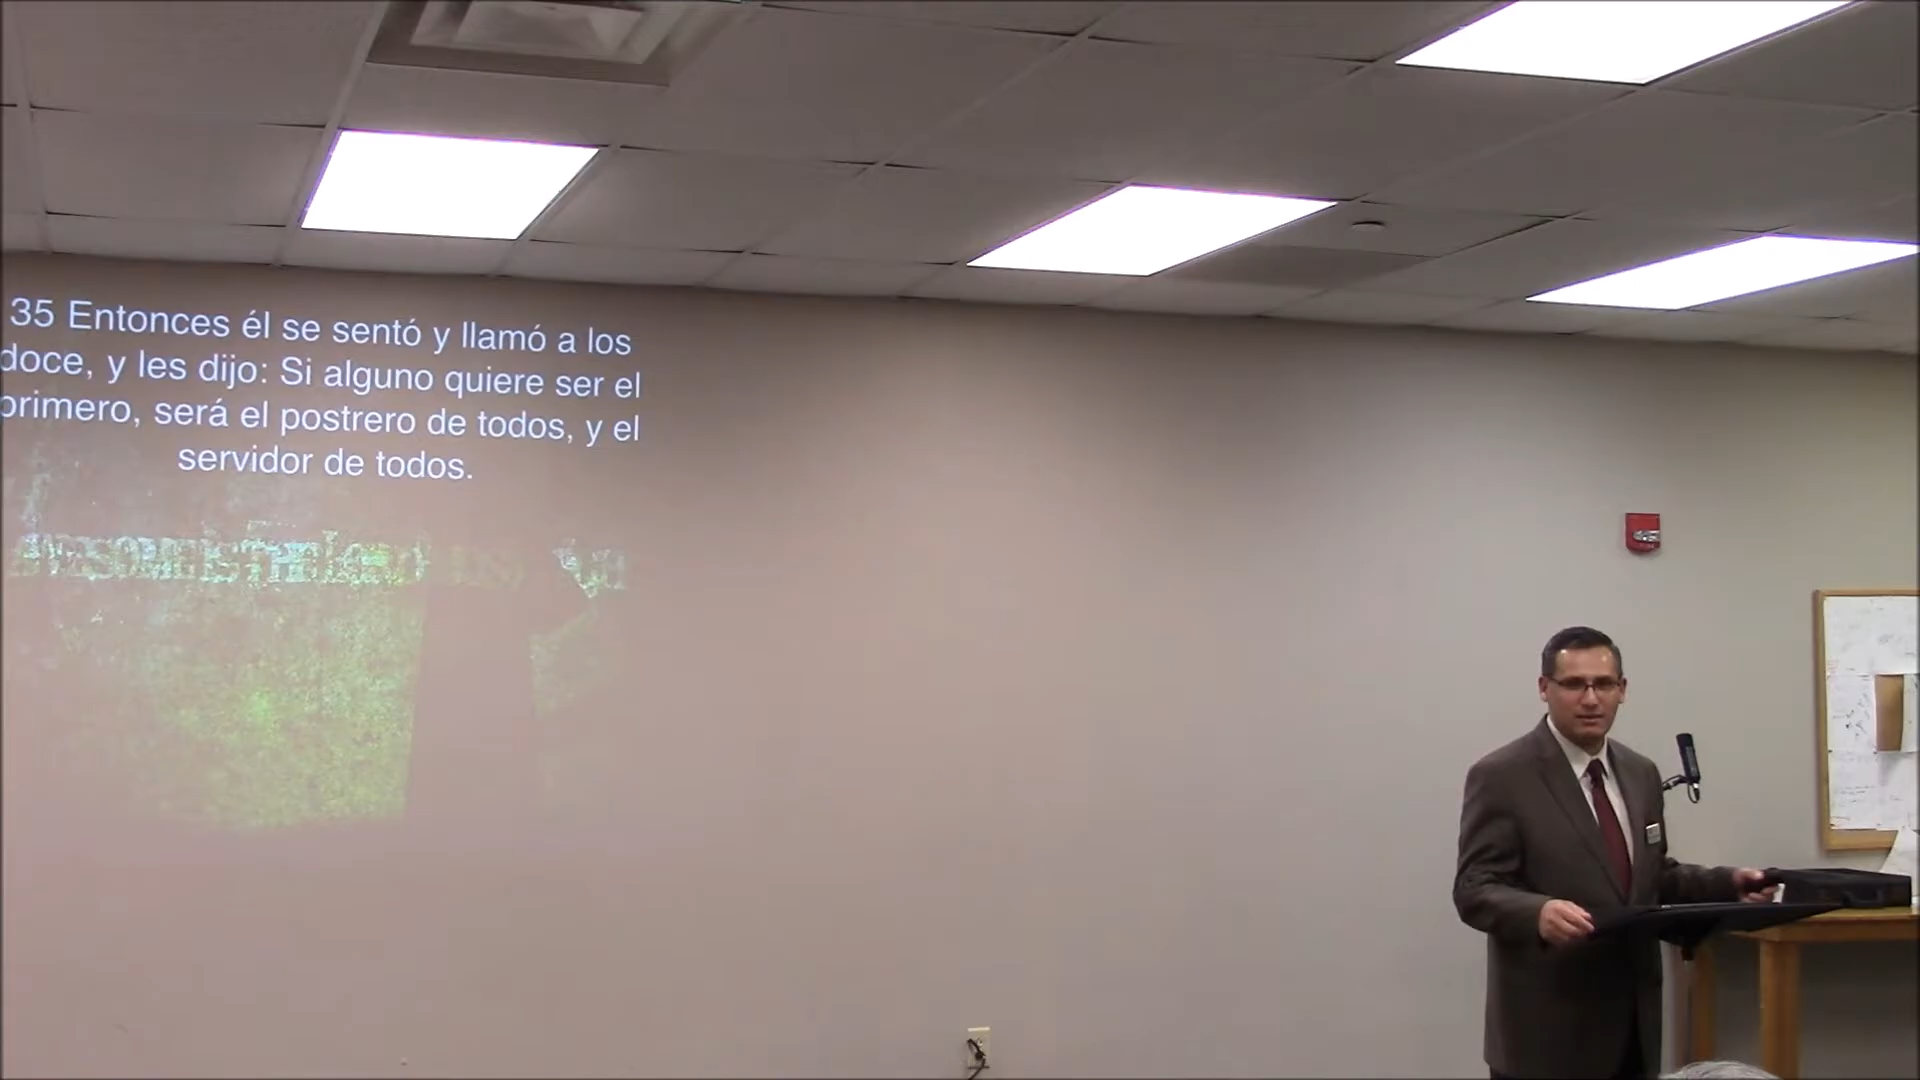 35 Entonces él se sentó y llamó a los
doce, y les dijo: Si alguno quiere ser el
primero, será el postrero de todos, y el
servidor de todos.